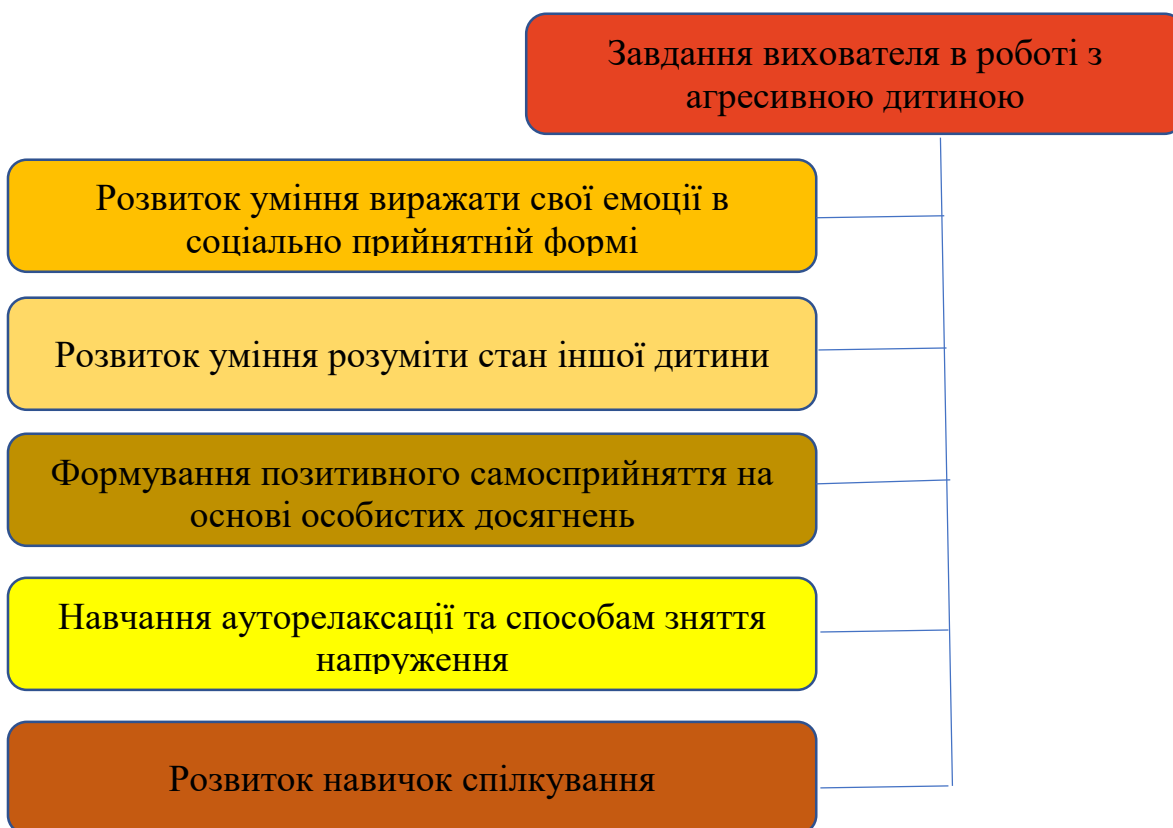 Завдання вихователя в роботі з
агресивною дитиною
Розвиток уміння виражати свої емоції в
соціально прийнятній формі
Розвиток уміння розуміти стан іншої дитини
Формування позитивного самосприйняття на
основі особистих досягнень
Навчання ауторелаксації та способам зняття
напруження
Розвиток навичок спілкування